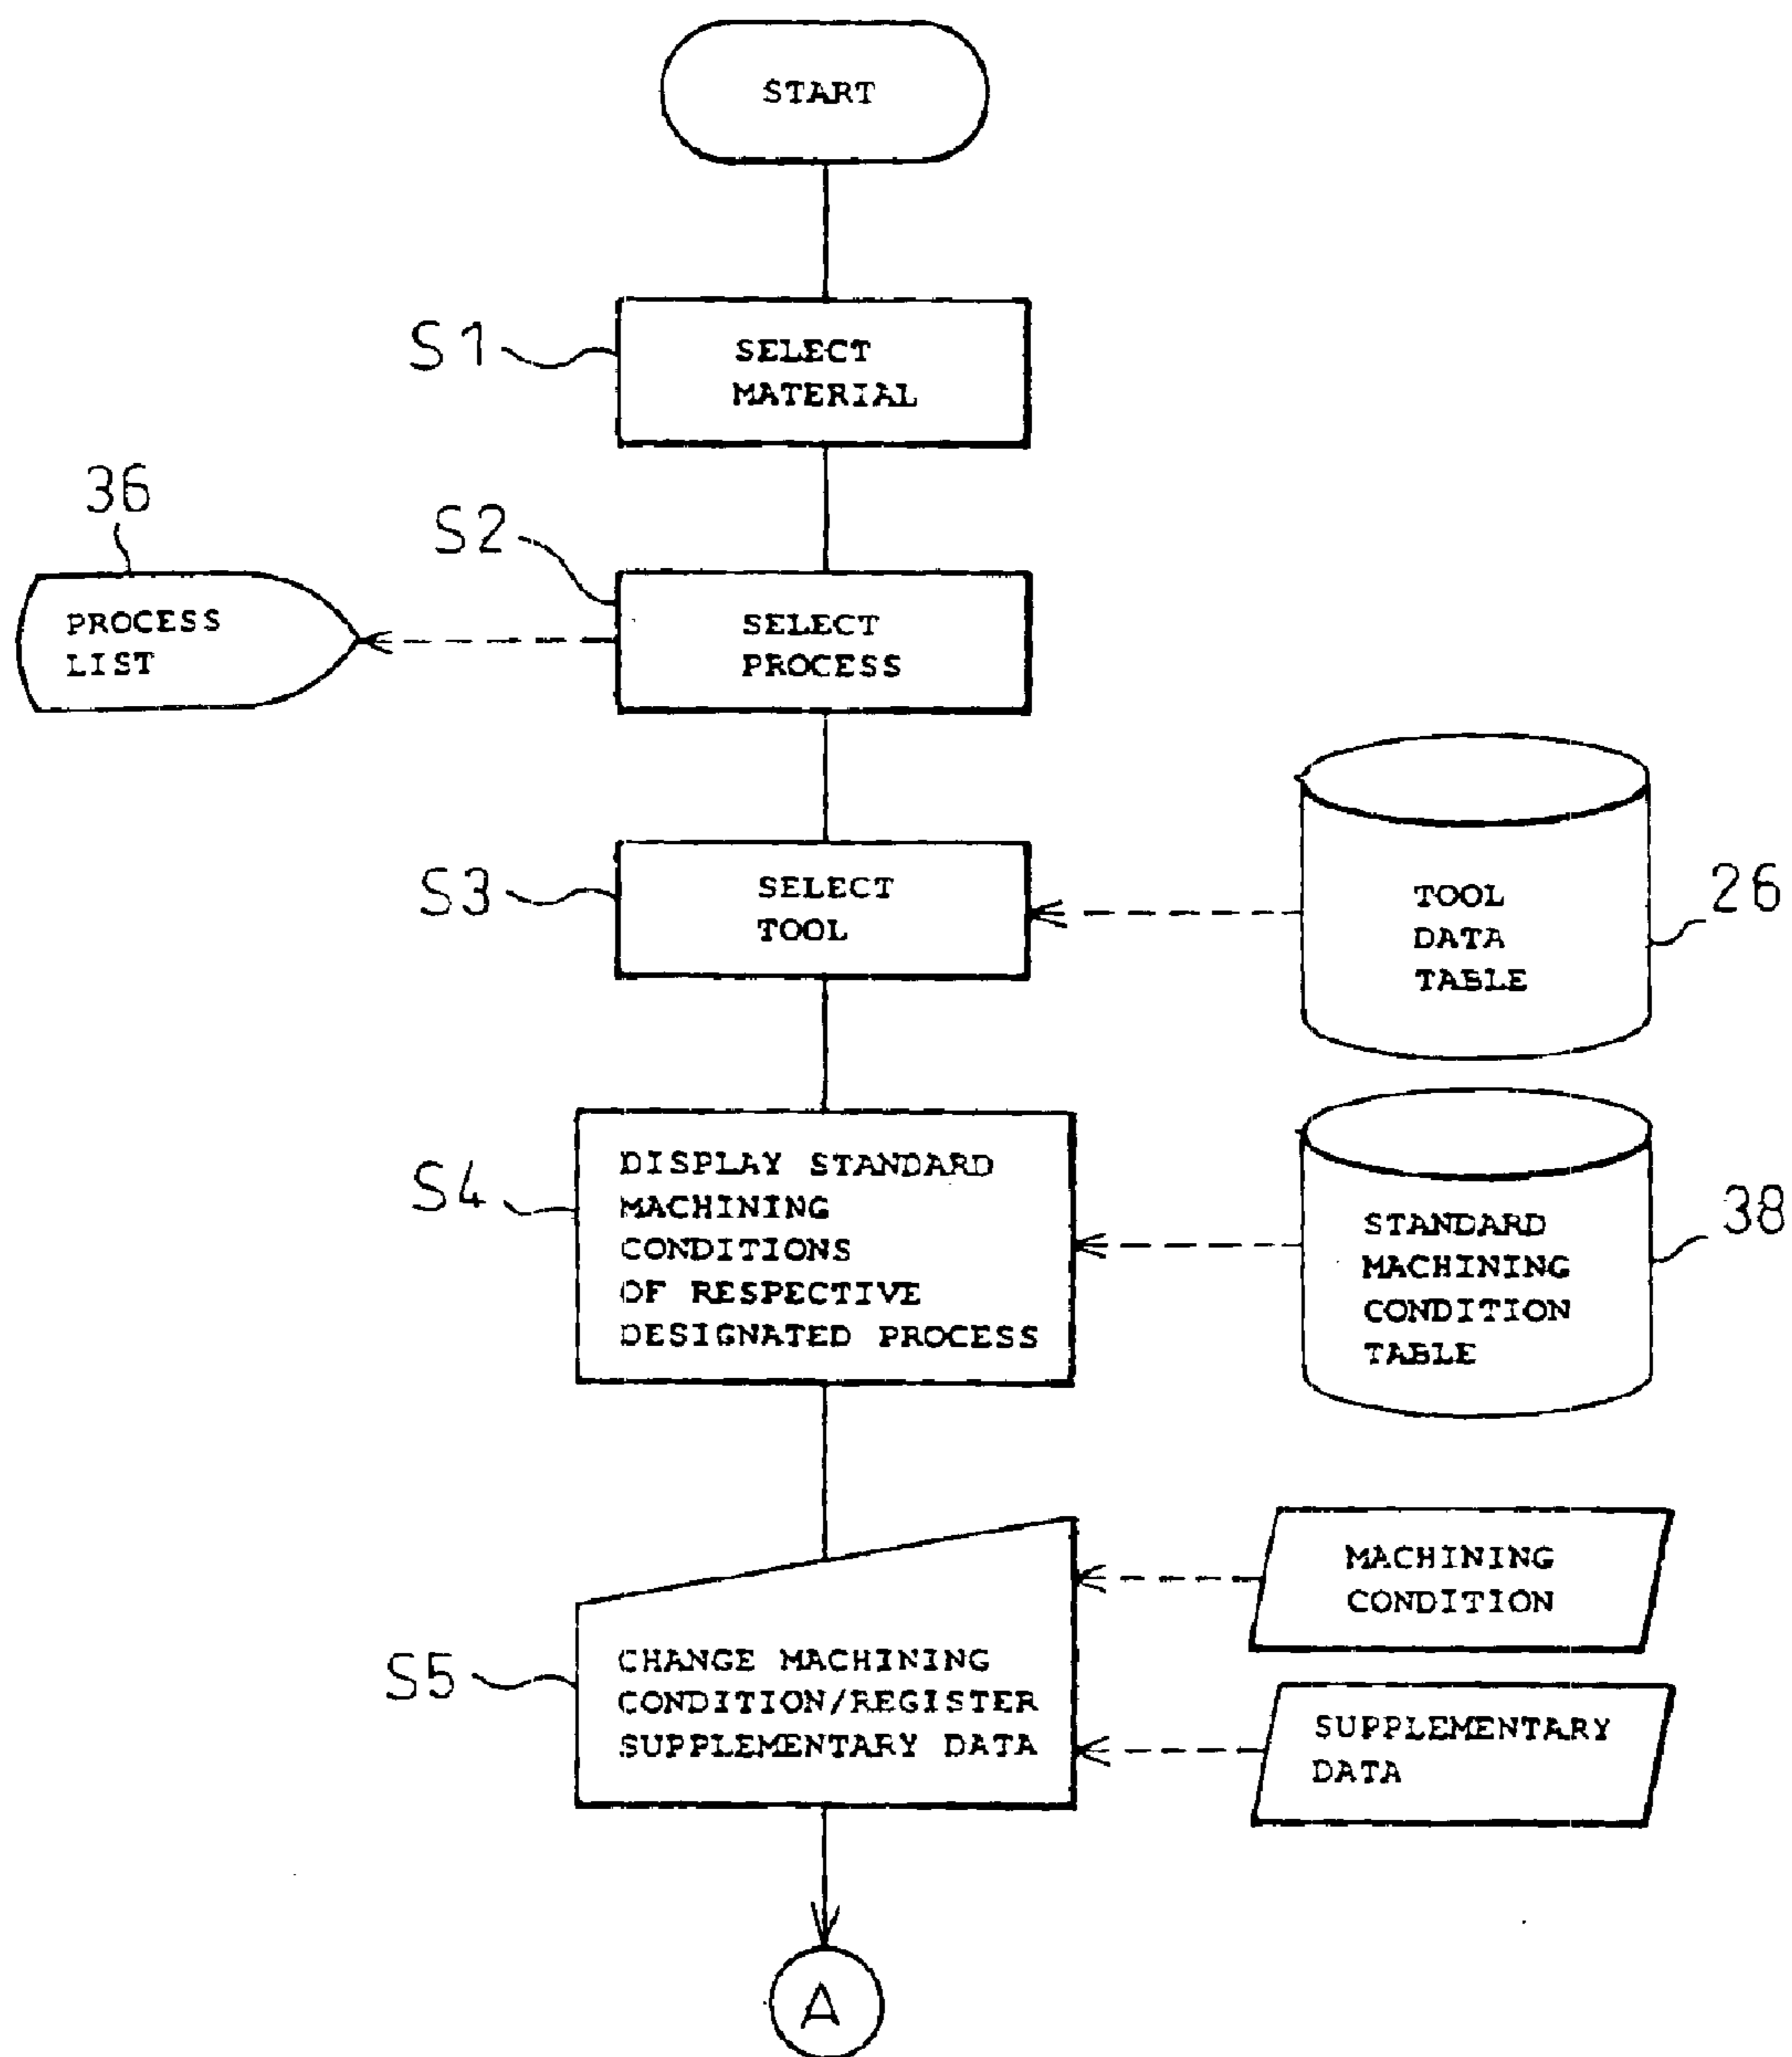 START
S1
SELECT
MATERIAL
36
S2
PROCESS
LIST
SELECT
PROCESS
S3
SELECT
TOOL
TOOL
DATA
TABLE
26
S4
DISPLAY STANDARD
MACHINING
CONDITIONS
OF RESPECTIVE
DESIGNATED PROCESS
STANDARD
MACHINING
CONDITION
TABLE
38
MACHINING
CONDITION
S5
CHANGE MACHINING
CONDITION/REGISTER
SUPPLEMENTARY DATA
SUPPLEMENTARY
DATA
A